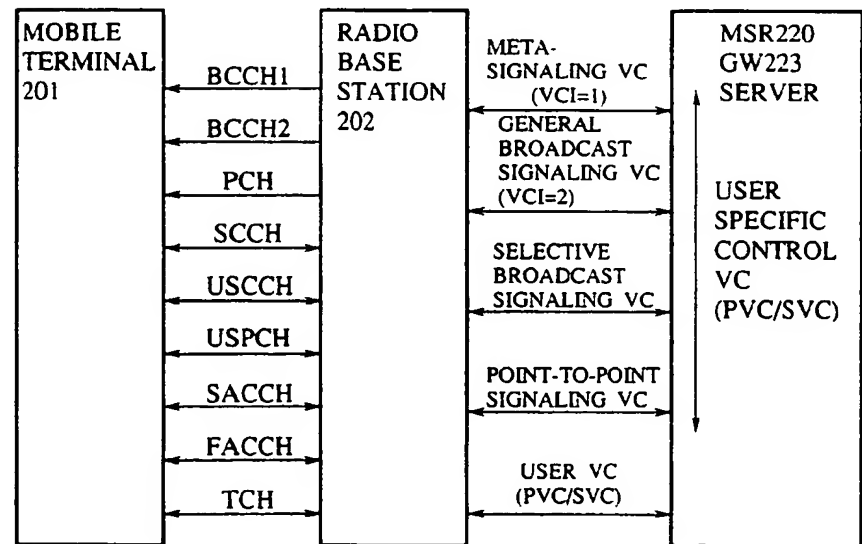 MOBILE
TERMINAL
201
BCCH1
BCCH2
PCH
SCCH
USCCH
USPCH
SACCH
FACCH
TCH
RADIO
BASE
STATION
202
META-
SIGNALING VC
(VCI=1)
GENERAL
BROADCAST
SIGNALING VC
(VCI=2)
SELECTIVE
BROADCAST
SIGNALING VC
POINT-TO-POINT
SIGNALING VC
USER VC
(PVC/SVC)
MSR220
GW223
SERVER
USER
SPECIFIC
CONTROL
VC
(PVC/SVC)